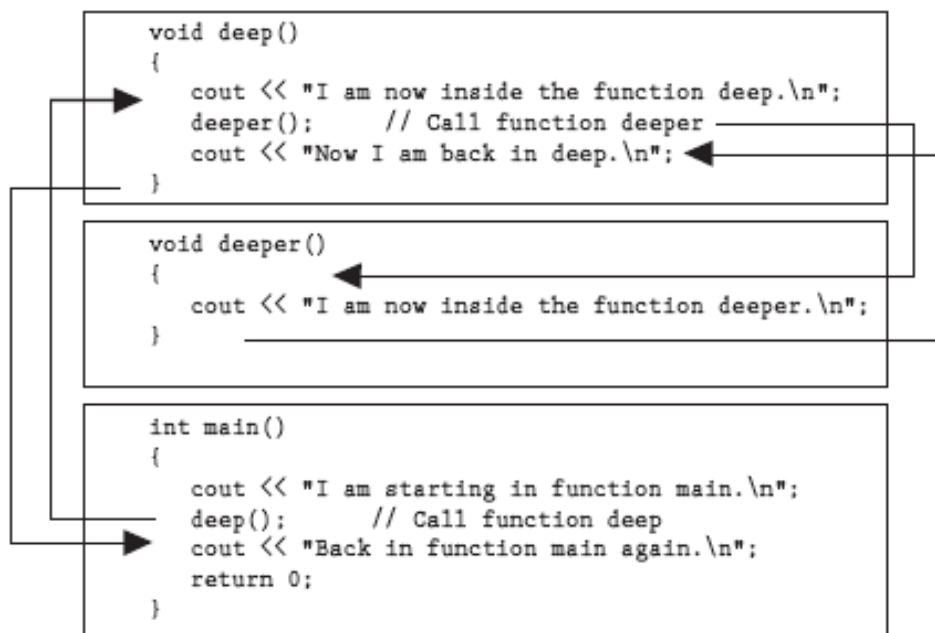 void deep()
{
cout << "I am now inside the function deep.\n";
deeper(); // Call function deeper
cout << "Now I am back in deep.\n";
}
void deeper()
{
cout << "I am now inside the function deeper.\n";
}
int main()
{
cout << "I am starting in function main.\n";
deep(); // Call function deep
cout << "Back in function main again.\n";
return 0;
}